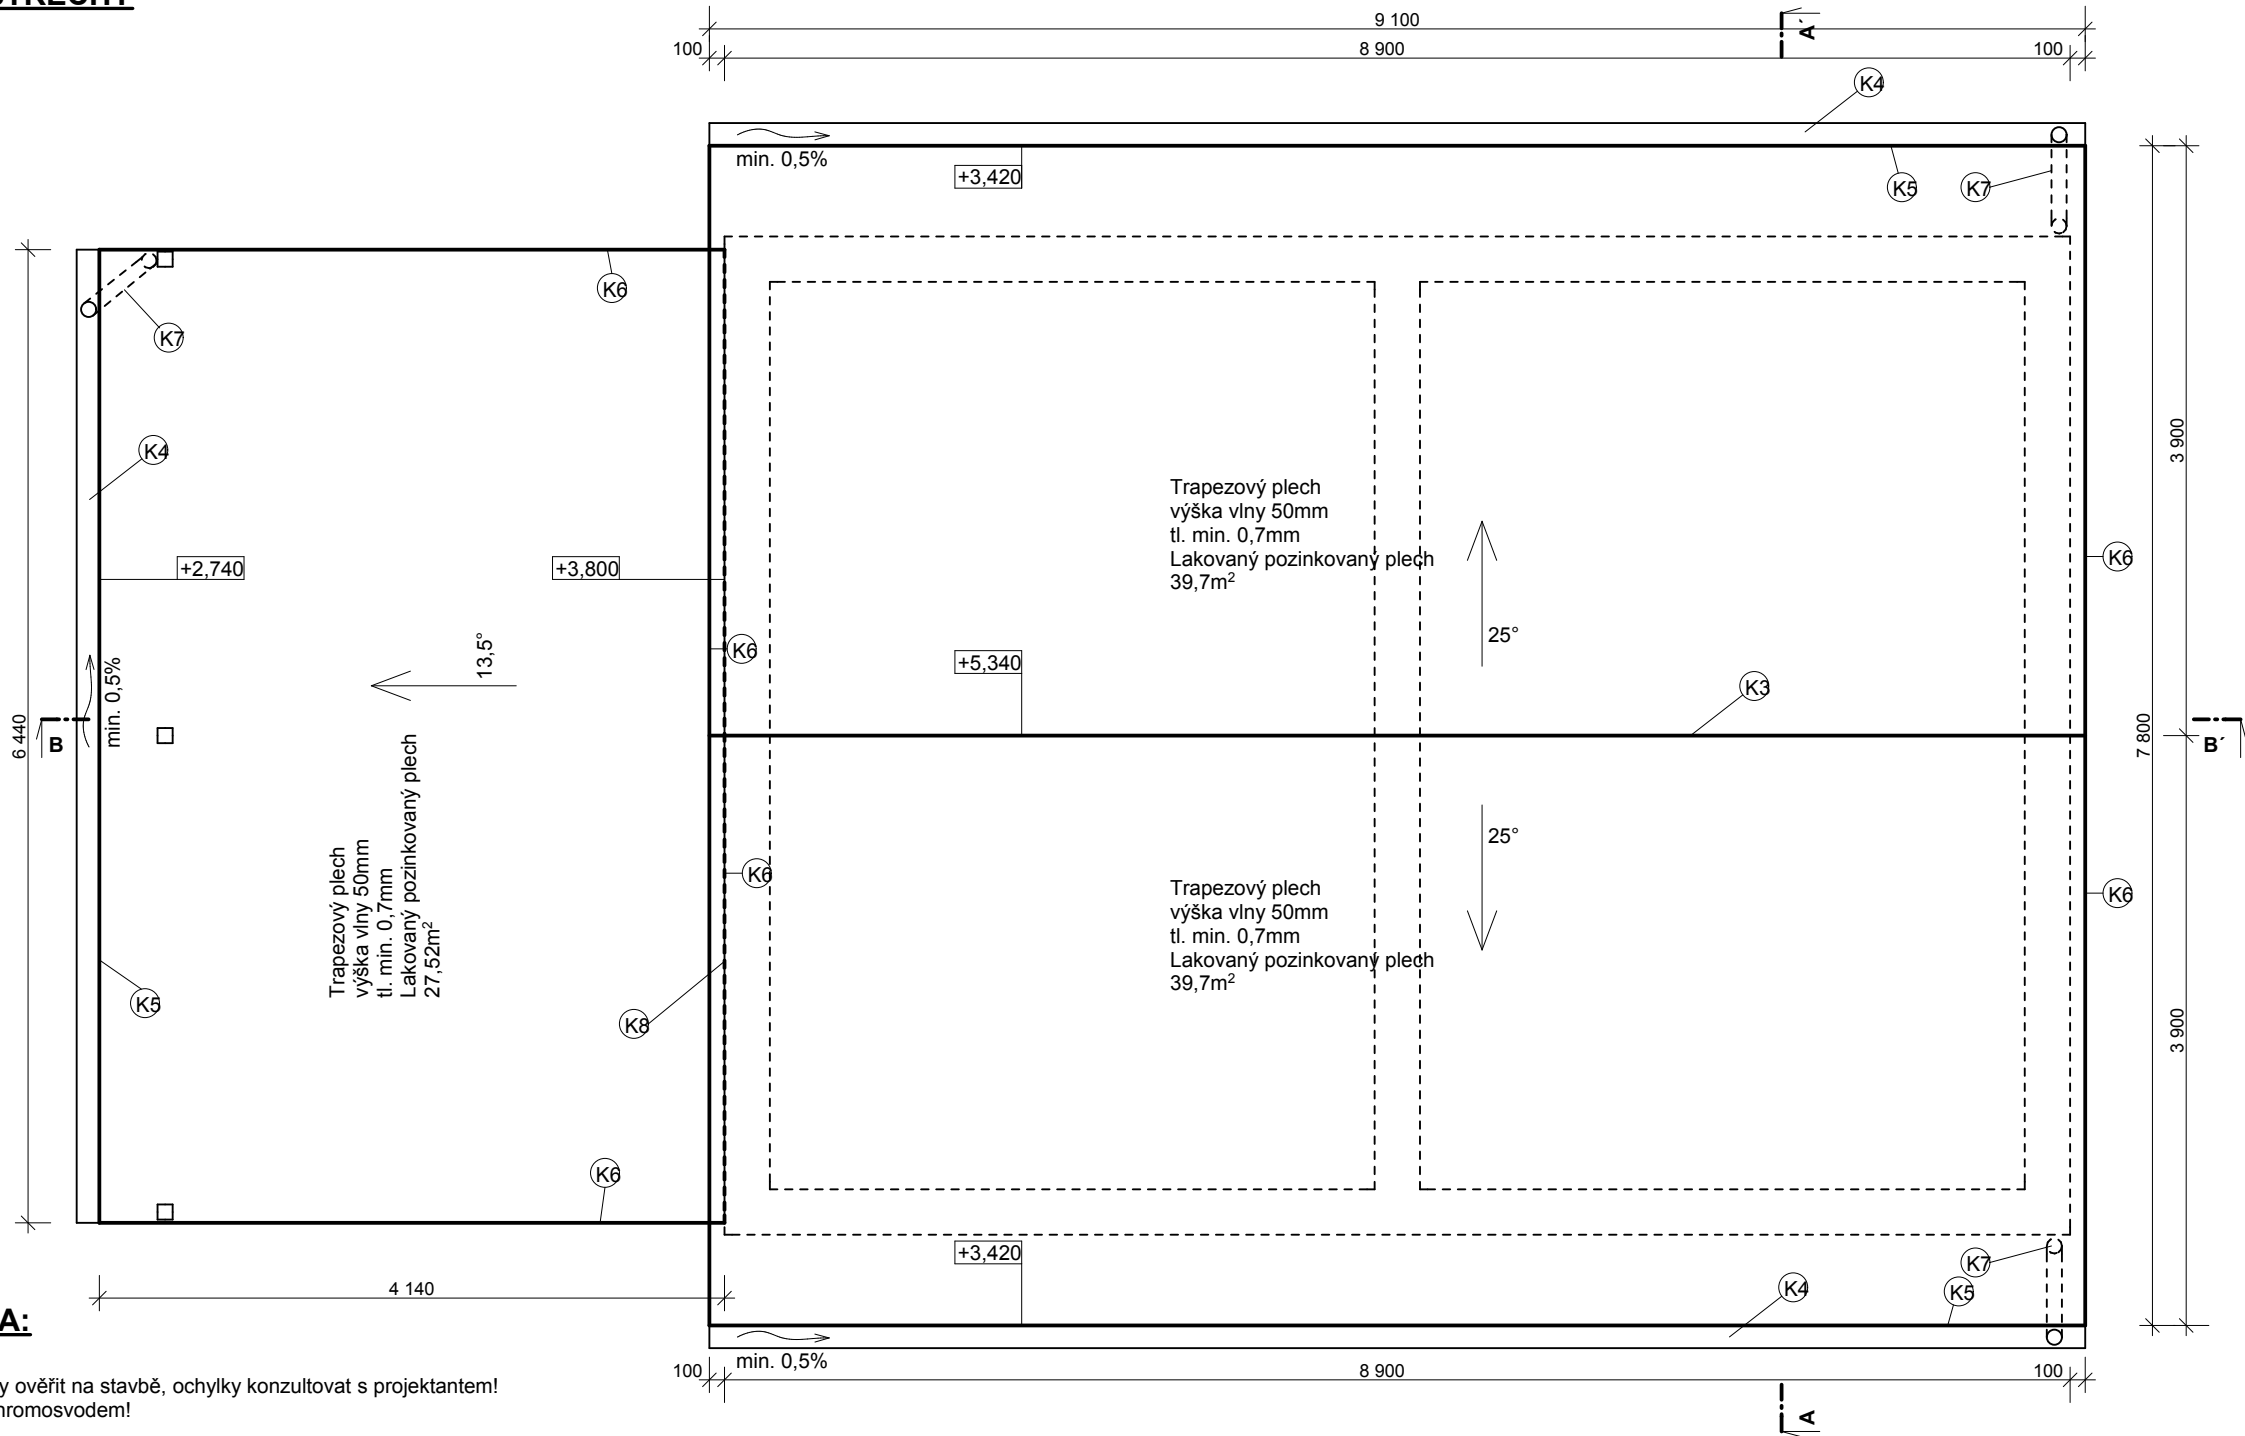 9 100
100
8 900
100
A´
K4
min. 0,5%
+3,420
K5
K7
K6
K7
K4
3 900
Trapezový plech
výška vlny 50mm
tl. min. 0,7mm
Lakovaný pozinkovaný plech
39,7m²
+2,740
+3,800
K6
25°
13,5°
K6
+5,340
K3
min. 0,5%
6 440
B
7 800
B´
25°
Trapezový plech
výška vlny 50mm
tl. min. 0,7mm
Lakovaný pozinkovaný plech
27,52m²
K6
Trapezový plech
výška vlny 50mm
tl. min. 0,7mm
Lakovaný pozinkovaný plech
39,7m²
K6
K5
K8
3 900
K6
+3,420
K7
K4
K5
4 140
A:
min. 0,5%
100
8 900
100
y ověřit na stavbě, ochylky konzultovat s projektantem!
hromosvodem!
A